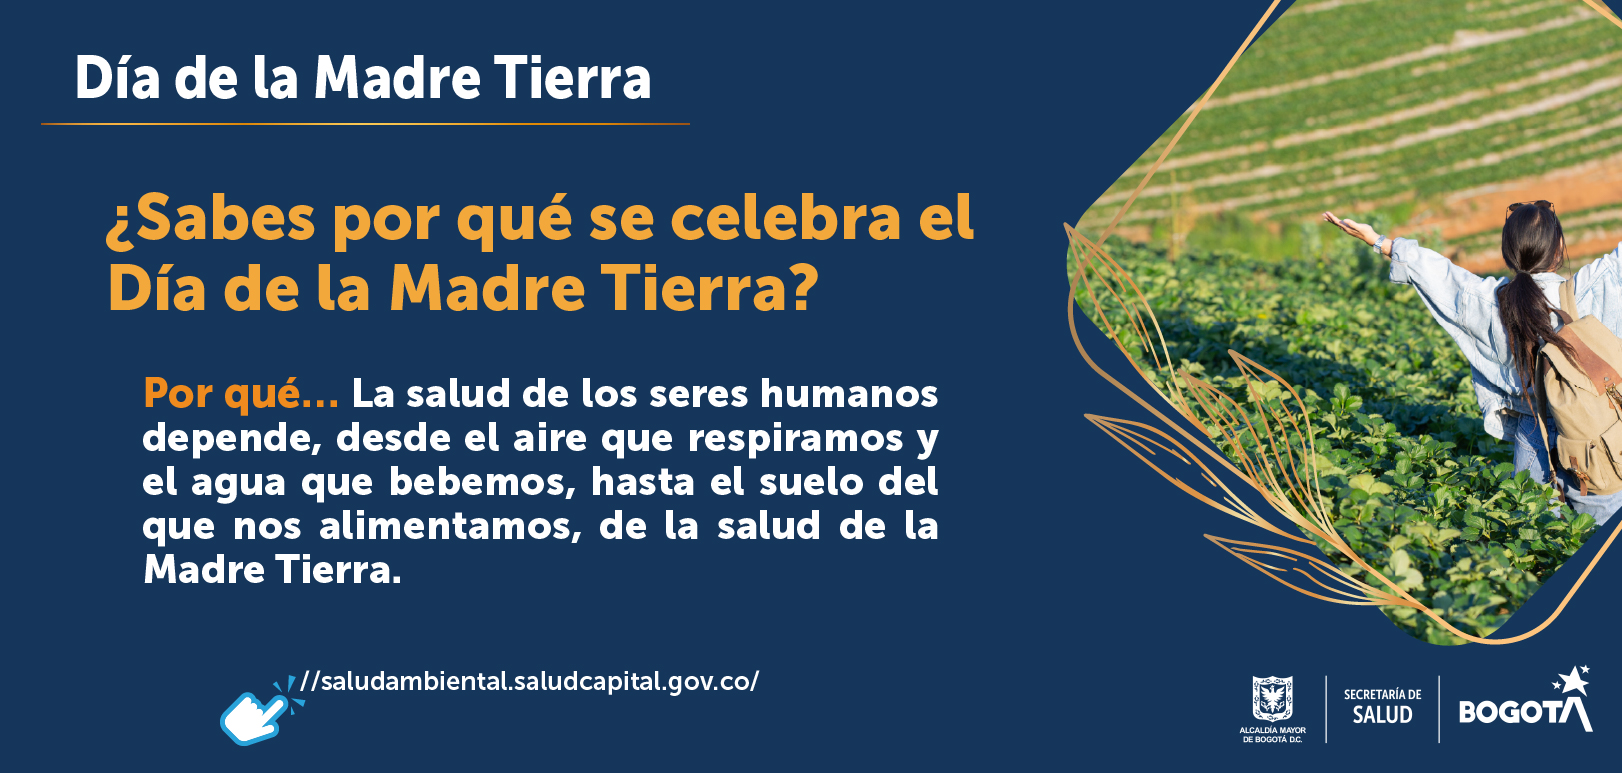 Día de la Madre Tierra
¿Sabes por qué se celebra el
Día de la Madre Tierra?
Por qué... La salud de los seres humanos
depende, desde el aire que respiramos y
el agua que bebemos, hasta el suelo del
que nos alimentamos, de la salud de la
Madre Tierra.
//saludambiental.saludcapital.gov.co/
ALCALDÍA MAYOR
DE BOGOTÁ D.C.
SECRETARÍA DE
SALUD
BOGOTÁ